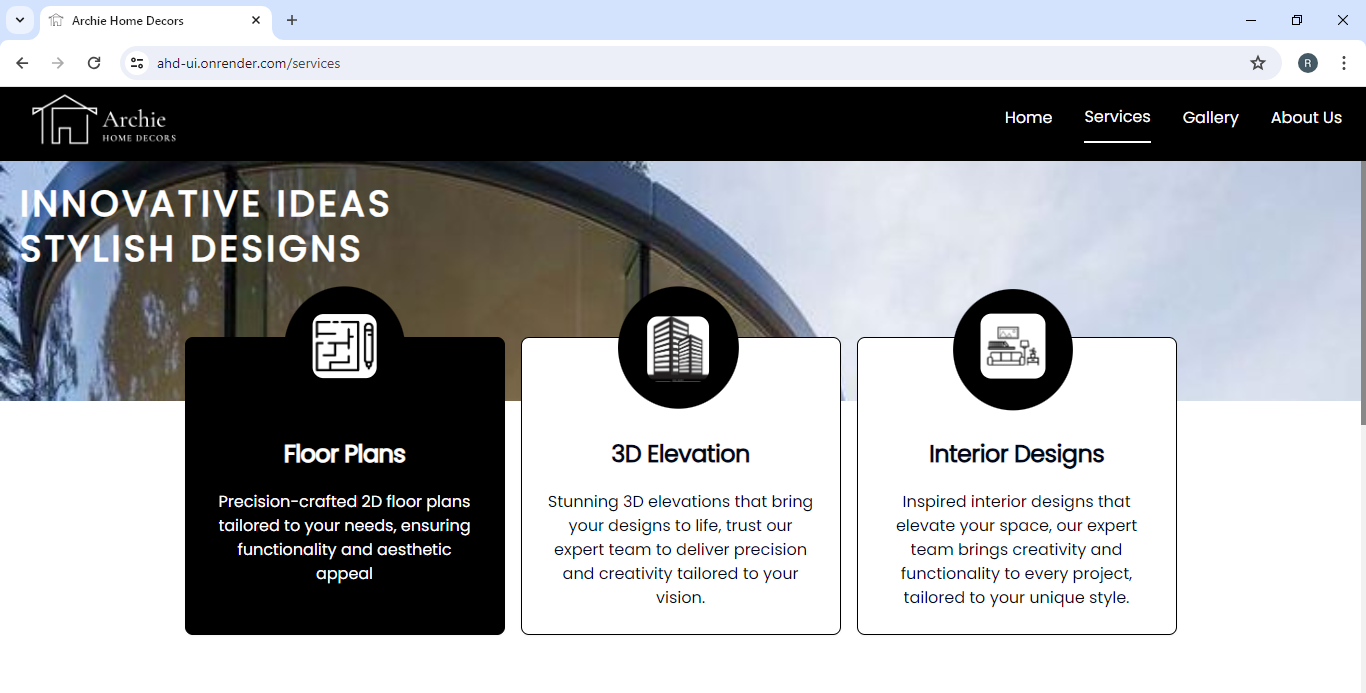 Archie Home Decors
ahd-ui.onrender.com/services
R
Archie
HOME DECORS
Home
Services
Gallery
About Us
INNOVATIVE IDEAS
STYLISH DESIGNS
Floor Plans
Precision-crafted 2D floor plans
tailored to your needs, ensuring
functionality and aesthetic
appeal
3D Elevation
Stunning 3D elevations that bring
your designs to life, trust our
expert team to deliver precision
and creativity tailored to your
vision.
Interior Designs
Inspired interior designs that
elevate your space, our expert
team brings creativity and
functionality to every project,
tailored to your unique style.